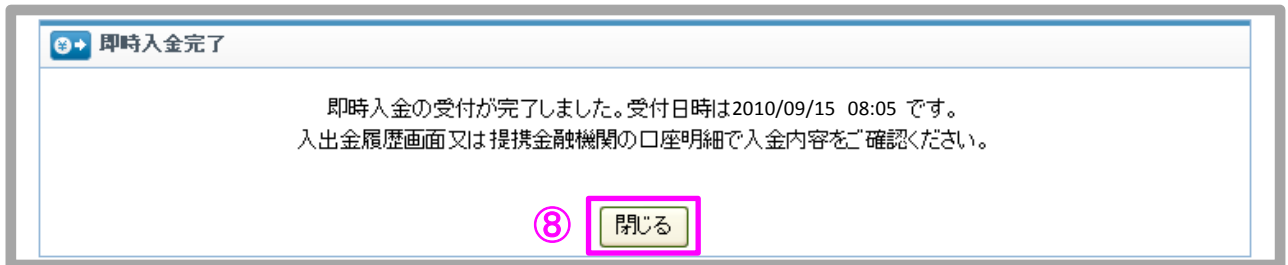 即時入金完了
即時入金の受付が完了しました。受付日時は2010/09/15 08:05 です。
入出金履歴画面又は提携金融機関の口座明細で入金内容をご確認ください。
⑧ 閉じる